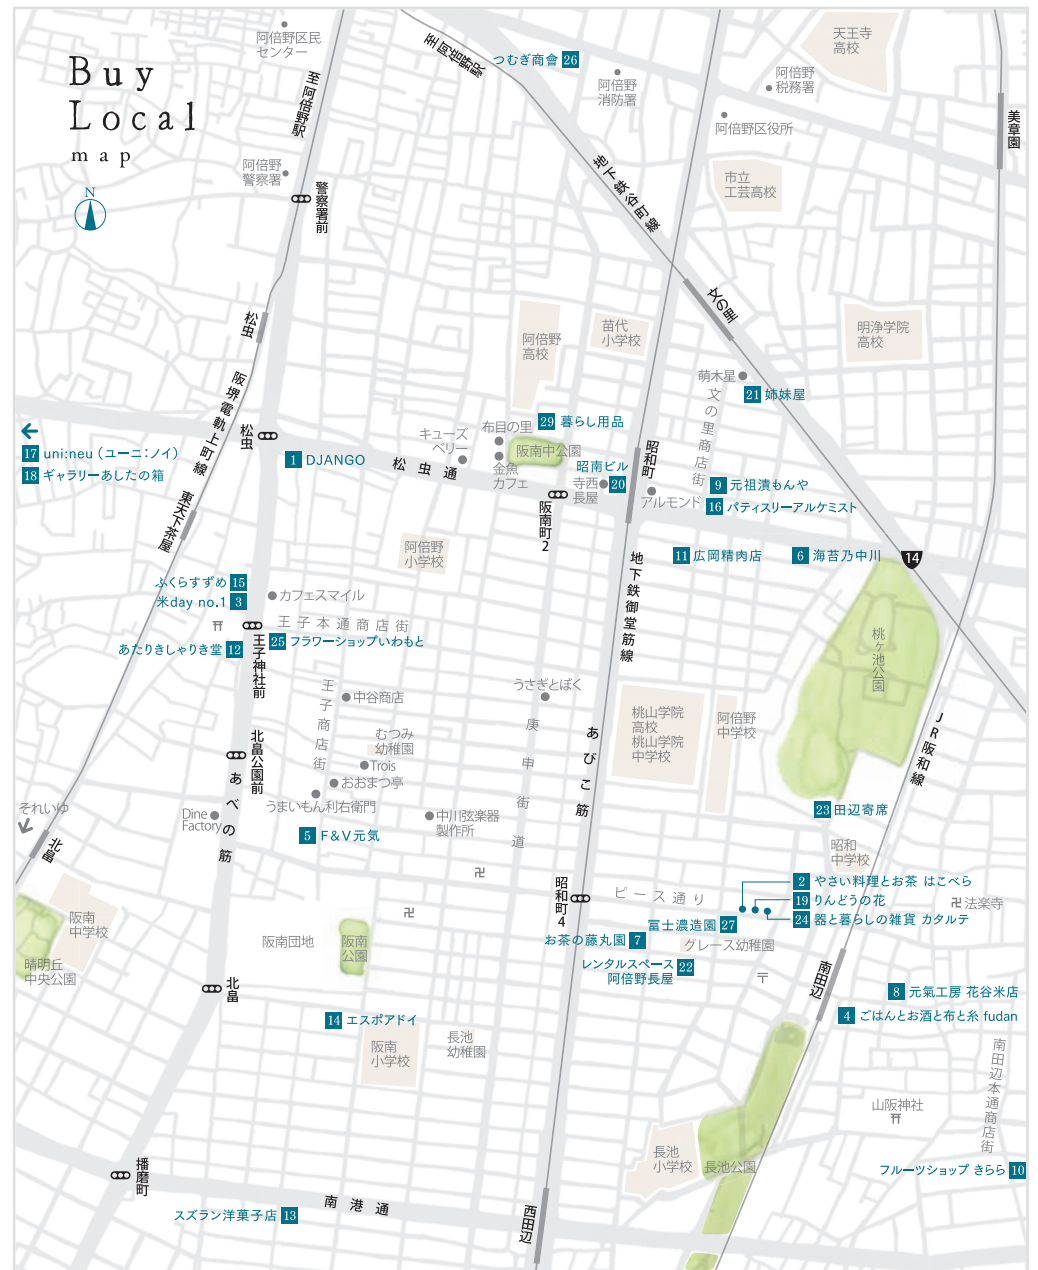 Buy
Local
map
N
阿倍野区民
センター
至阿倍野駅
至阿倍野駅
つむぎ商會 26
阿倍野
消防署
天王寺
高校
阿倍野
税務署
阿倍野区役所
美章園
阿倍野
警察署
警察署前
地下鉄谷町線
市立
工芸高校
松虫
文の里
阿倍野
高校
苗代
小学校
明浄学院
高校
阪堺電軌上町線
萌木星
21 姉妹屋
文の里商店街
17 uni:neu（ユーニ：ノイ）
18 ギャラリーあしたの箱
松虫
1 DJANGO
松虫通
キューズ
ベリー
布目の里
29 暮らし用品
阪南中公園
金魚
カフェ
昭南ビル
20
寺西
長屋
昭和町
アルモンド
9 元祖漬もんや
16 パティスリーアルケミスト
東天下茶屋
阪南町2
阿倍野
小学校
11 広岡精肉店
6 海苔乃中川
14
地下鉄御堂筋線
ふくらすずめ 15
米day no.1 3
カフェスマイル
王子本通商店街
25 フラワーショップいわもと
あたりきしゃりき堂 12
王子神社前
桃ヶ池公園
うさぎとぼく
王子商店街
中谷商店
庚申街道
桃山学院
高校
桃山学院
中学校
阿倍野
中学校
JR阪和線
あびこ筋
むつみ
幼稚園
Trois
おおまつ亭
うまいもん利右衛門
北畠公園前
あべの筋
それいゆ
北畠
Dine
Factory
5 F&V元気
中川弦楽器
製作所
23 田辺寄席
昭和
中学校
卍
卍
昭和町4
ピース通り
2 やさい料理とお茶 はこべら
19 りんどうの花
24 器と暮らしの雑貨 カタルテ
卍 法楽寺
冨士濃造園 27
お茶の藤丸園 7
グレース幼稚園
レンタルスペース
阿倍野長屋
22
〒
阪南
中学校
阪南団地
阪南
公園
晴明丘
中央公園
北畠
南田辺
8 元氣工房 花谷米店
4 ごはんとお酒と布と糸 fudan
14 エスポアドイ
阪南
小学校
長池
幼稚園
南田辺本通商店街
山阪神社
長池
小学校
長池公園
フルーツショップ きらら 10
播磨町
南港通
スズラン洋菓子店 13
西田辺